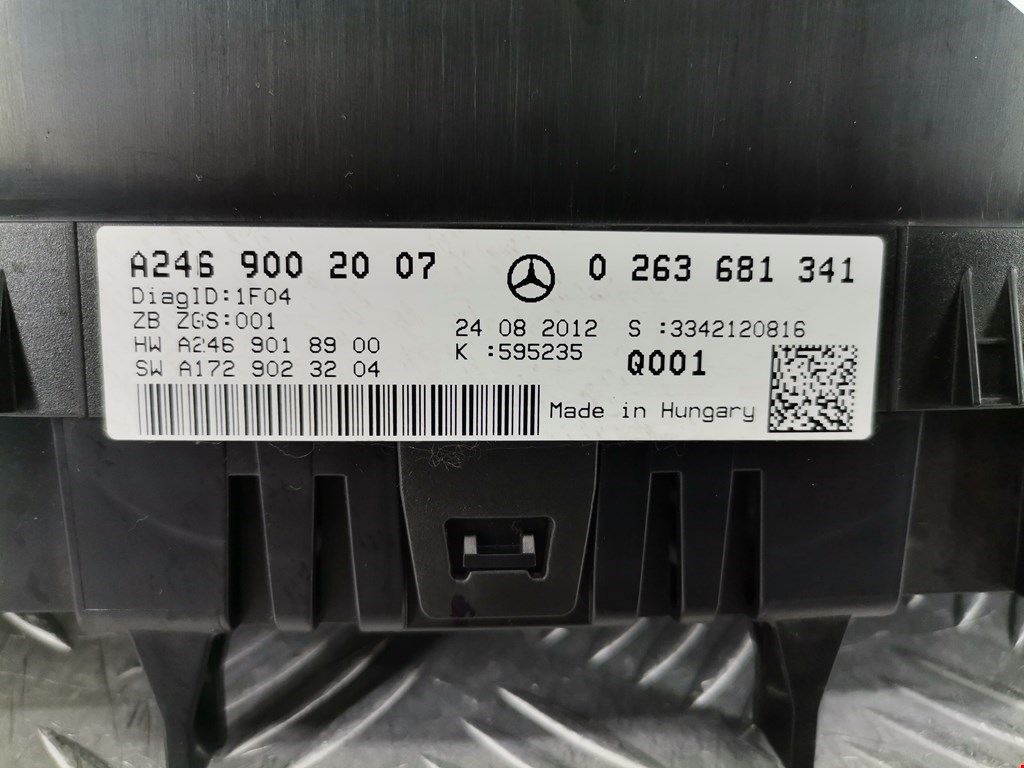 A246 900 20 07
0 263 681 341
DiagID:1F04
ZB ZGS:001
24 08 2012 S :3342120816
HW A246 901 89 00
K :595235 Q001
SW A172 902 32 04
Made in Hungary